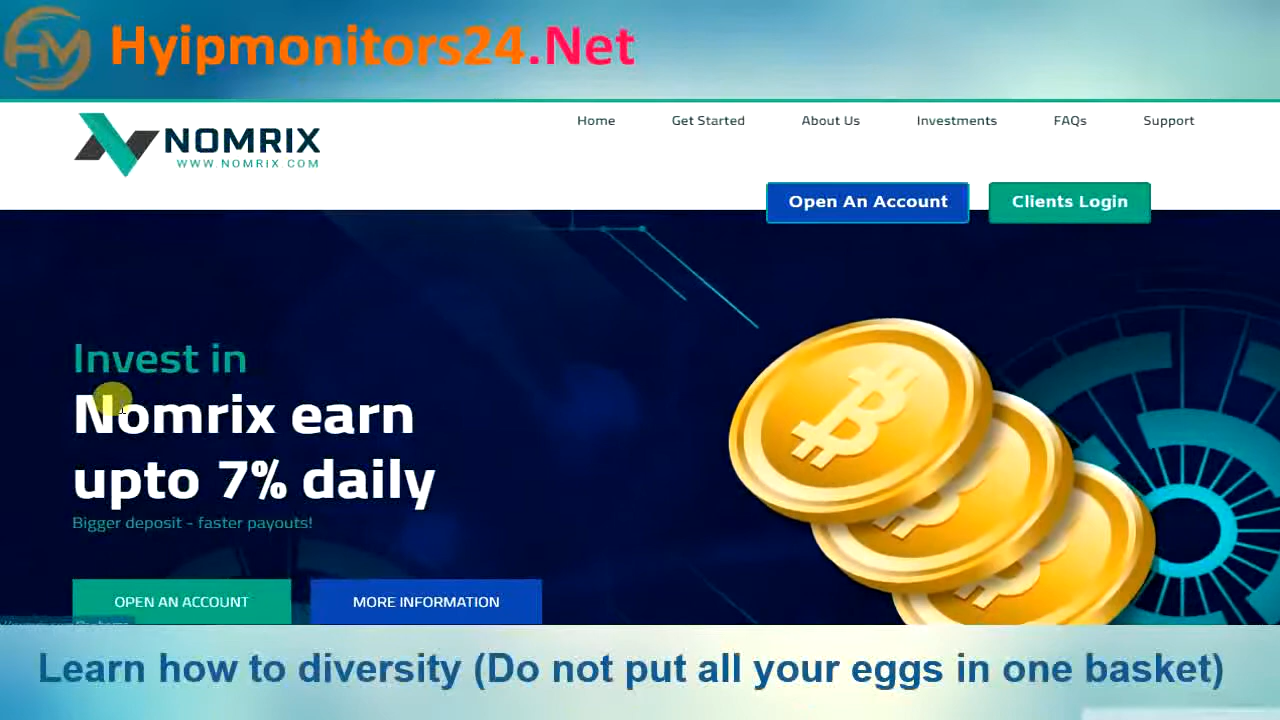 HM Hyipmonitors24.Net
NOMRIX
WWW.NOMRIX.COM
Home Get Started About Us Investments FAQs Support
Open An Account Clients Login
Invest in
Nomrix earn
upto 7% daily
Bigger deposit - faster payouts!
OPEN AN ACCOUNT MORE INFORMATION
Learn how to diversity (Do not put all your eggs in one basket)